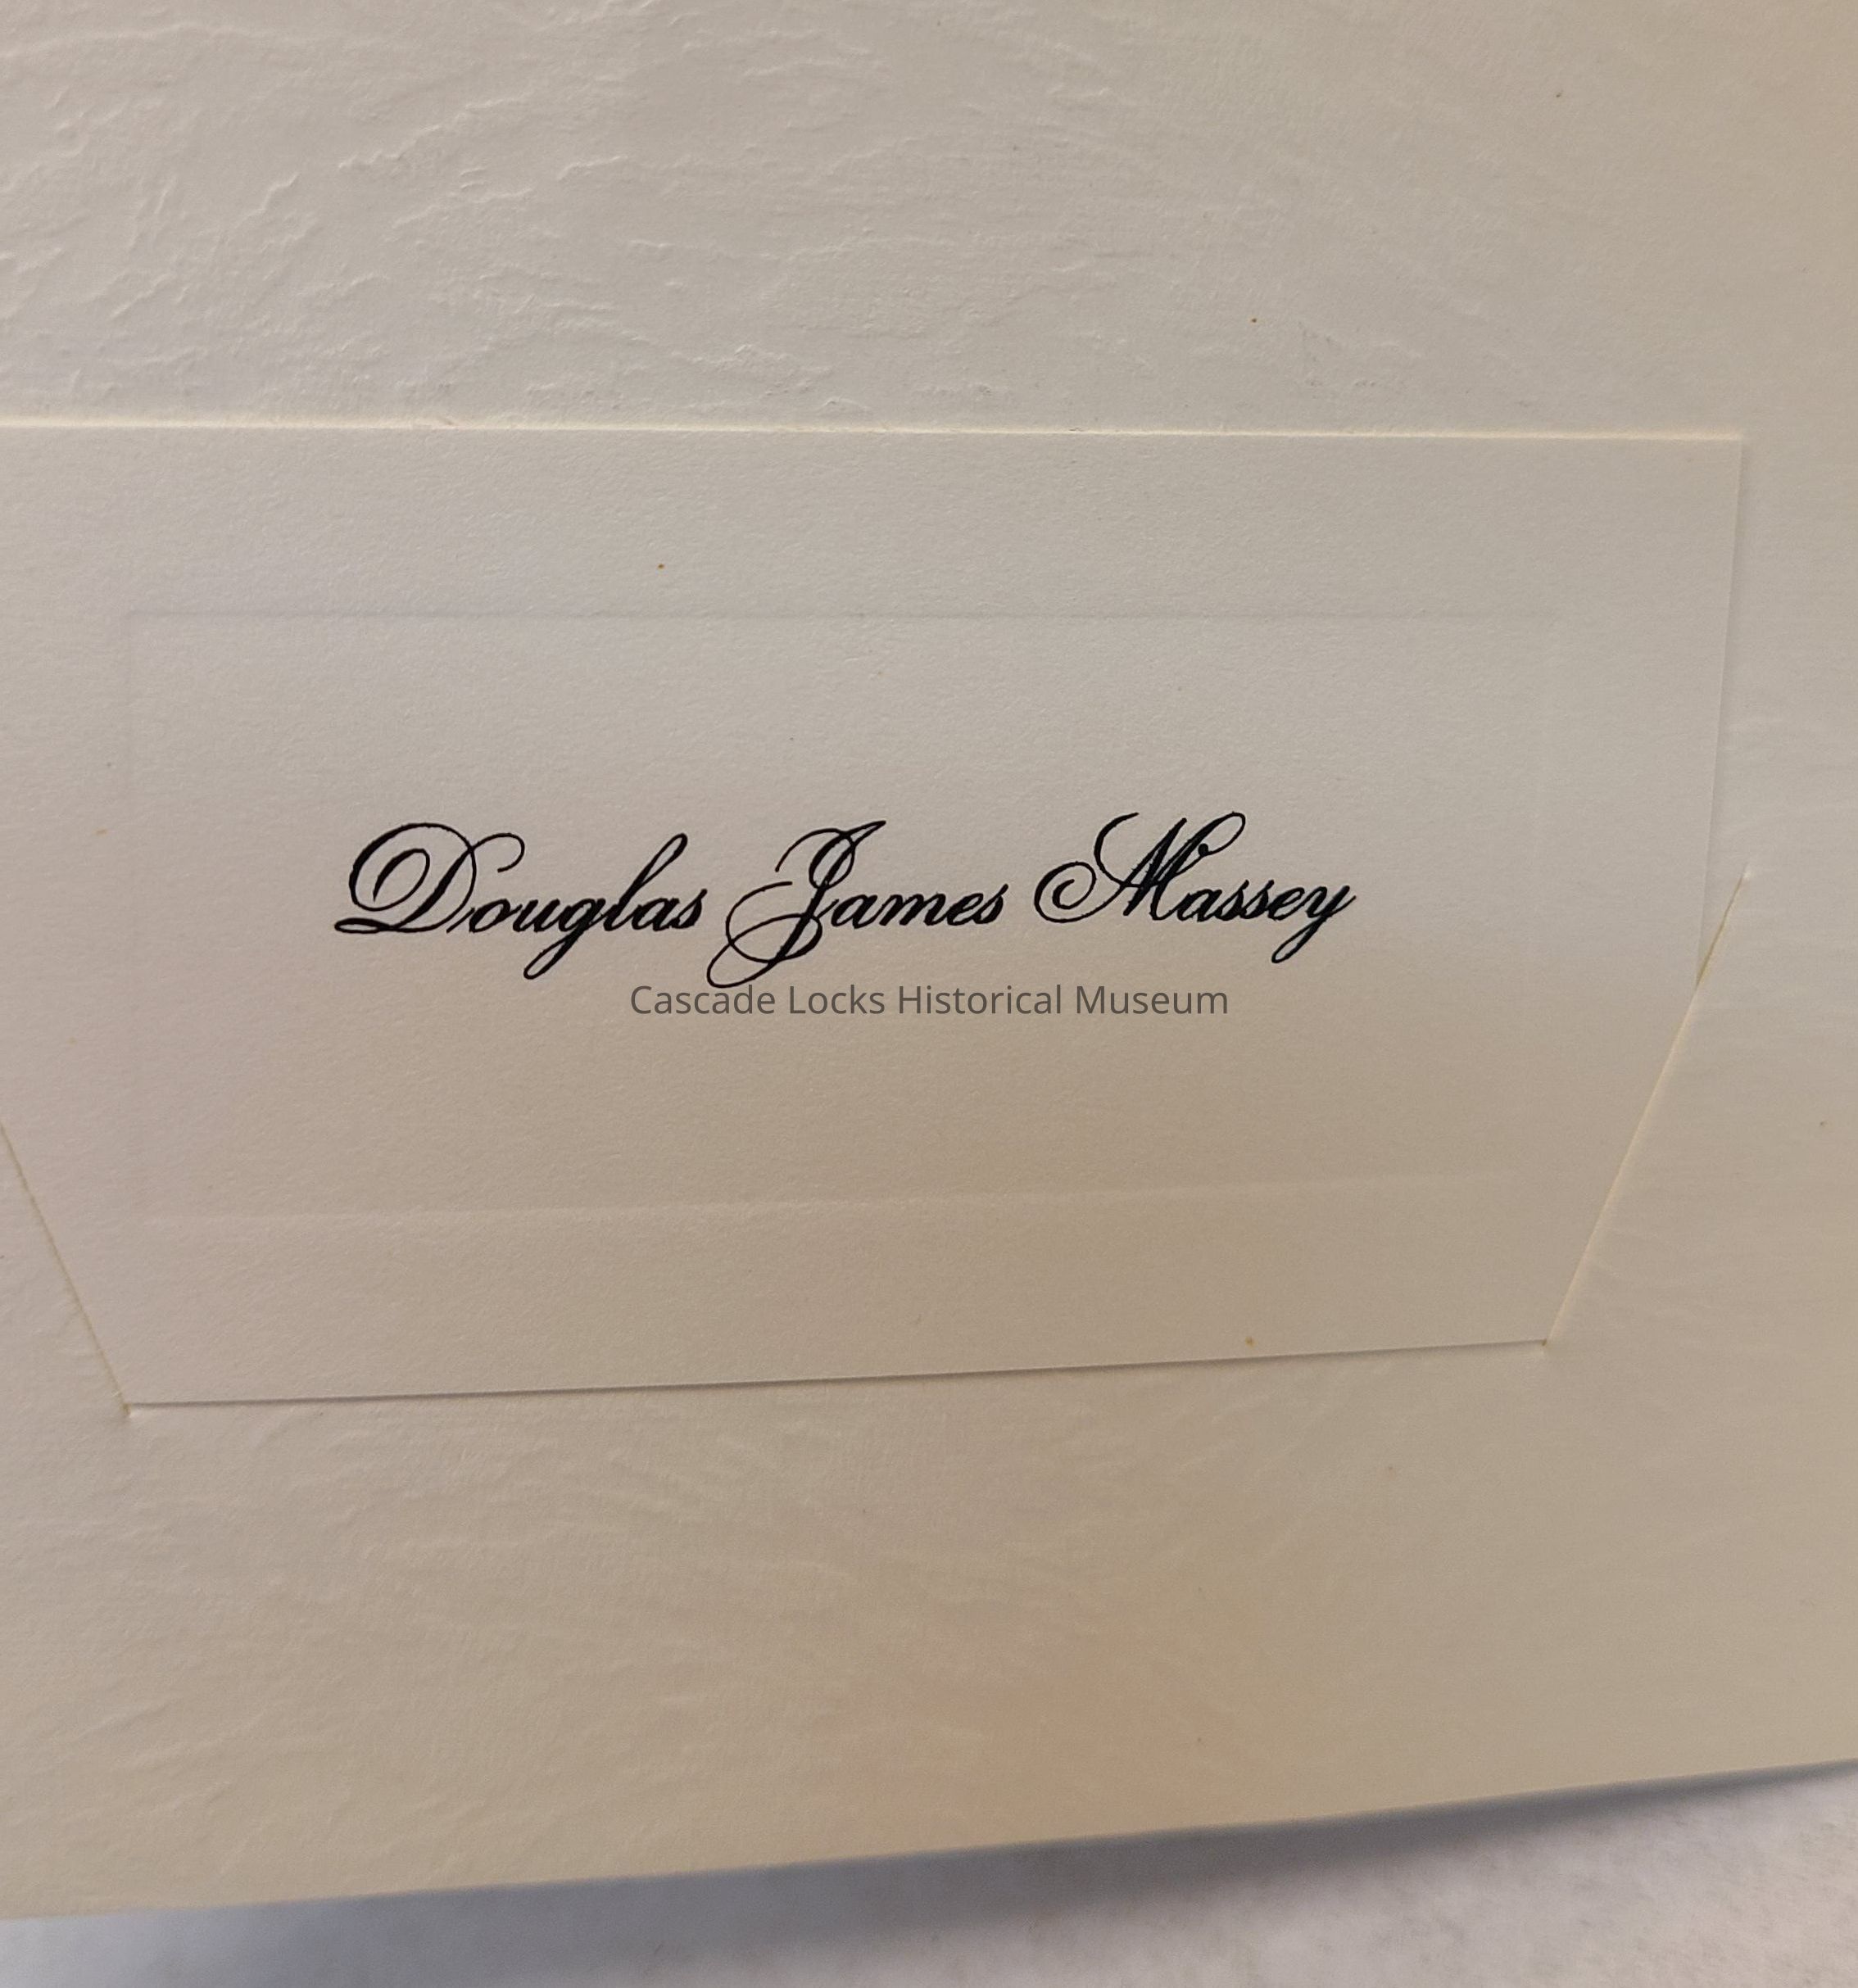 Douglas James Massey
Cascade Locks Historical Museum